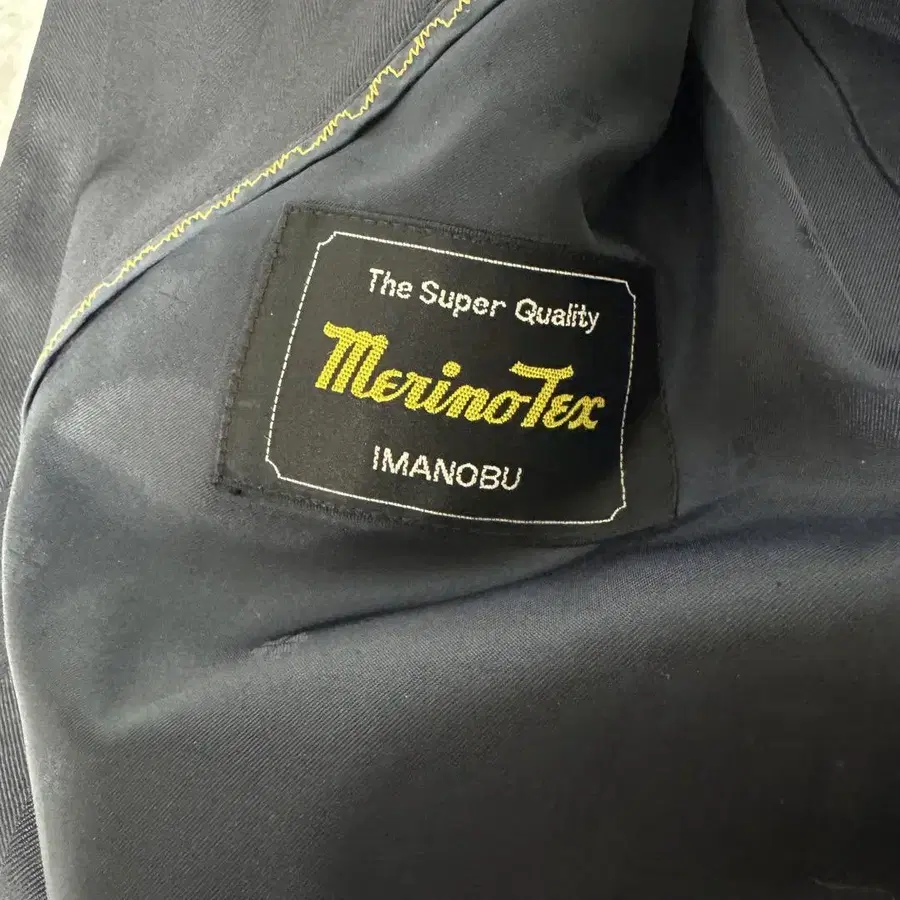 The Super Quality
MerinoTex
IMANOBU